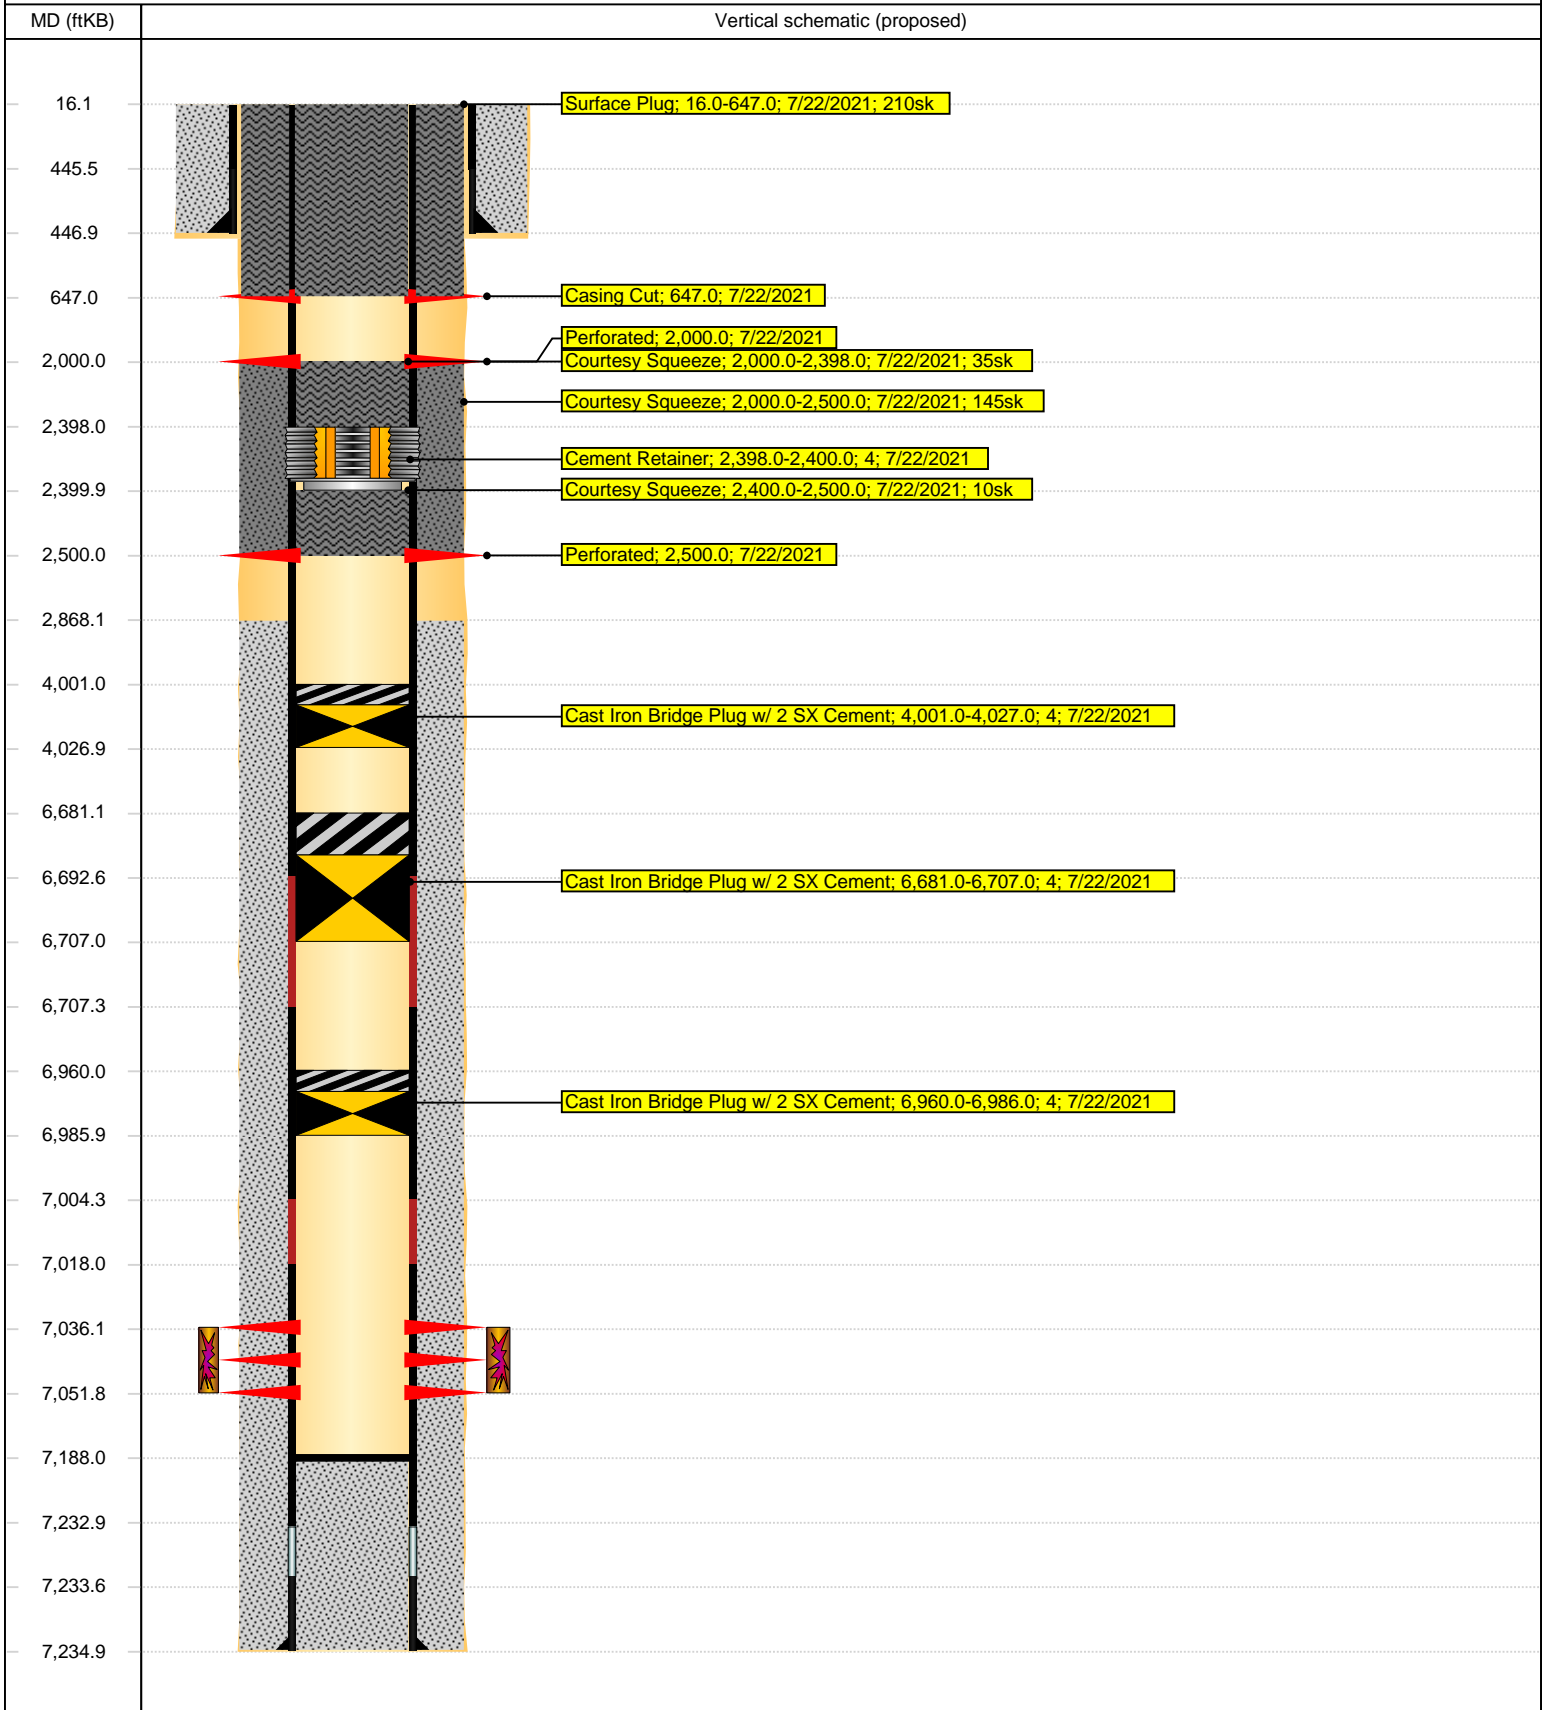 MD (ftKB)
Vertical schematic (proposed)
16.1
Surface Plug; 16.0-647.0; 7/22/2021; 210sk
445.5
446.9
647.0
Casing Cut; 647.0; 7/22/2021
Perforated; 2,000.0; 7/22/2021
2,000.0
Courtesy Squeeze; 2,000.0-2,398.0; 7/22/2021; 35sk
Courtesy Squeeze; 2,000.0-2,500.0; 7/22/2021; 145sk
2,398.0
Cement Retainer; 2,398.0-2,400.0; 4; 7/22/2021
2,399.9
Courtesy Squeeze; 2,400.0-2,500.0; 7/22/2021; 10sk
2,500.0
Perforated; 2,500.0; 7/22/2021
2,868.1
4,001.0
Cast Iron Bridge Plug w/ 2 SX Cement; 4,001.0-4,027.0; 4; 7/22/2021
4,026.9
6,681.1
6,692.6
Cast Iron Bridge Plug w/ 2 SX Cement; 6,681.0-6,707.0; 4; 7/22/2021
6,707.0
6,707.3
6,960.0
Cast Iron Bridge Plug w/ 2 SX Cement; 6,960.0-6,986.0; 4; 7/22/2021
6,985.9
7,004.3
7,018.0
7,036.1
7,051.8
7,188.0
7,232.9
7,233.6
7,234.9